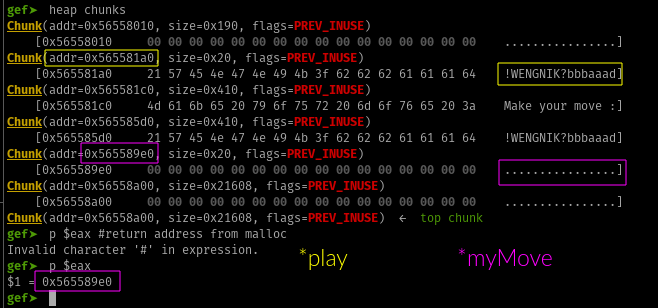 gef➤ heap chunks
Chunk(addr=0x56558010, size=0x190, flags=PREV_INUSE)
[0x56558010 00 00 00 00 00 00 00 00 00 00 00 00 00 00 00 00 ................]
Chunk(addr=0x565581a0, size=0x20, flags=PREV_INUSE)
[0x565581a0 21 57 45 4e 47 4e 49 4b 3f 62 62 62 61 61 61 64 !WENGNIK?bbbaaad]
Chunk(addr=0x565581c0, size=0x410, flags=PREV_INUSE)
[0x565581c0 4d 61 6b 65 20 79 6f 75 72 20 6d 6f 76 65 20 3a Make your move :]
Chunk(addr=0x565585d0, size=0x410, flags=PREV_INUSE)
[0x565585d0 21 57 45 4e 47 4e 49 4b 3f 62 62 62 61 61 61 64 !WENGNIK?bbbaaad]
Chunk(addr=0x565589e0, size=0x20, flags=PREV_INUSE)
[0x565589e0 00 00 00 00 00 00 00 00 00 00 00 00 00 00 00 00 ................]
Chunk(addr=0x56558a00, size=0x21608, flags=PREV_INUSE)
[0x56558a00 00 00 00 00 00 00 00 00 00 00 00 00 00 00 00 00 ................]
Chunk(addr=0x56558a00, size=0x21608, flags=PREV_INUSE) ← top chunk
gef➤ p $eax #return address from malloc
Invalid character '#' in expression.
gef➤ p $eax
$1 = 0x565589e0
gef➤
*play
*myMove